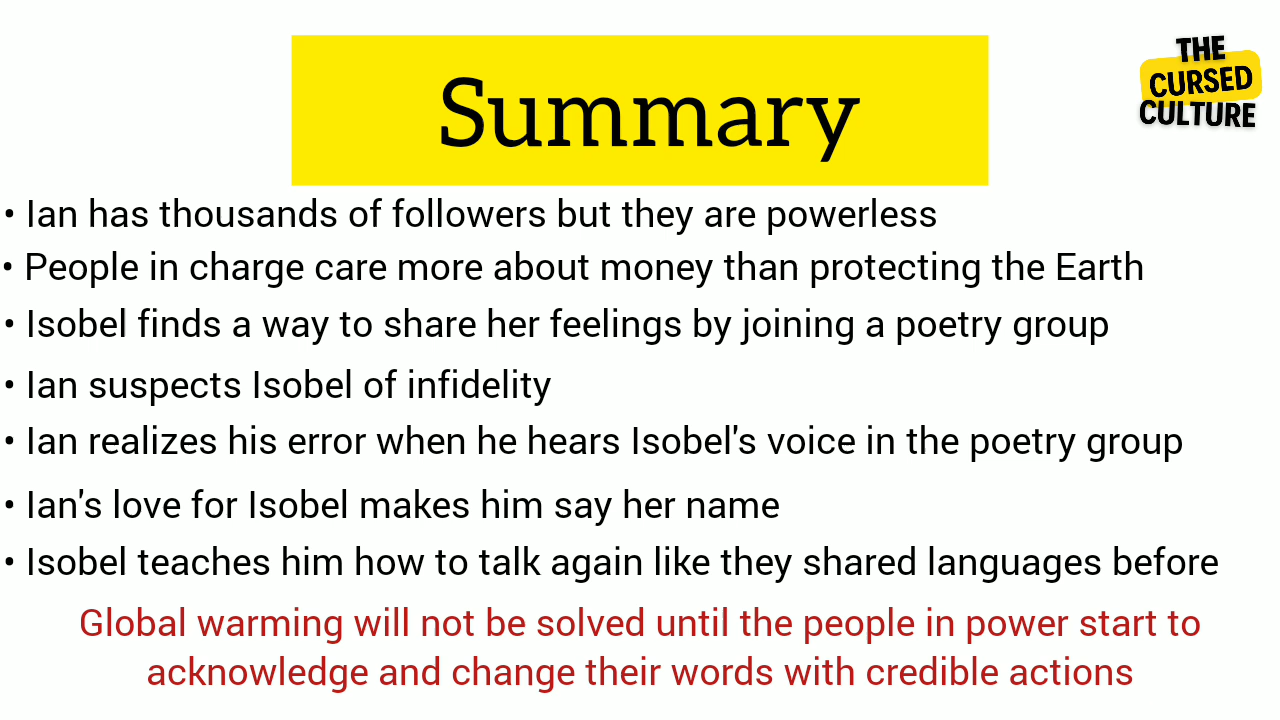 Summary
THE
CURSED
CULTURE
• Ian has thousands of followers but they are powerless
• People in charge care more about money than protecting the Earth
• Isobel finds a way to share her feelings by joining a poetry group
• Ian suspects Isobel of infidelity
• Ian realizes his error when he hears Isobel's voice in the poetry group
• Ian's love for Isobel makes him say her name
• Isobel teaches him how to talk again like they shared languages before
Global warming will not be solved until the people in power start to
acknowledge and change their words with credible actions